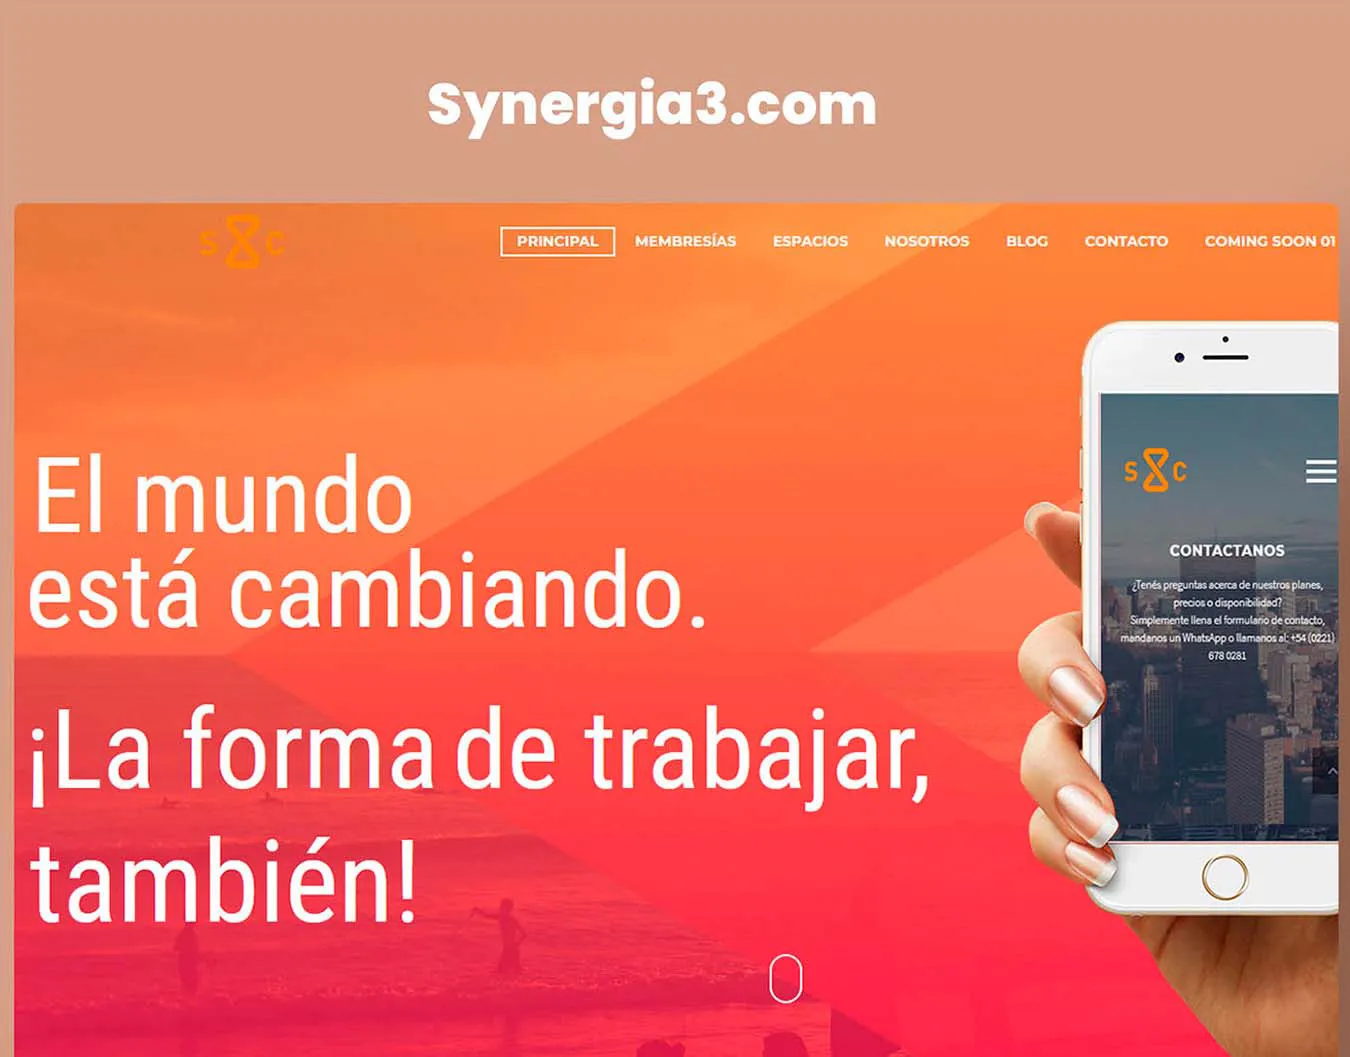 Synergia3.com
S C
PRINCIPAL MEMBRESÍAS ESPACIOS NOSOTROS BLOG CONTACTO COMING SOON 01
El mundo
está cambiando.
¡La forma de trabajar,
también!
S C
CONTACTANOS
¿Tenés preguntas acerca de nuestros planes,
precios o disponibilidad?
Simplemente llena el formulario de contacto,
mandanos un WhatsApp o llamanos al: +54 (0221)
678 0281